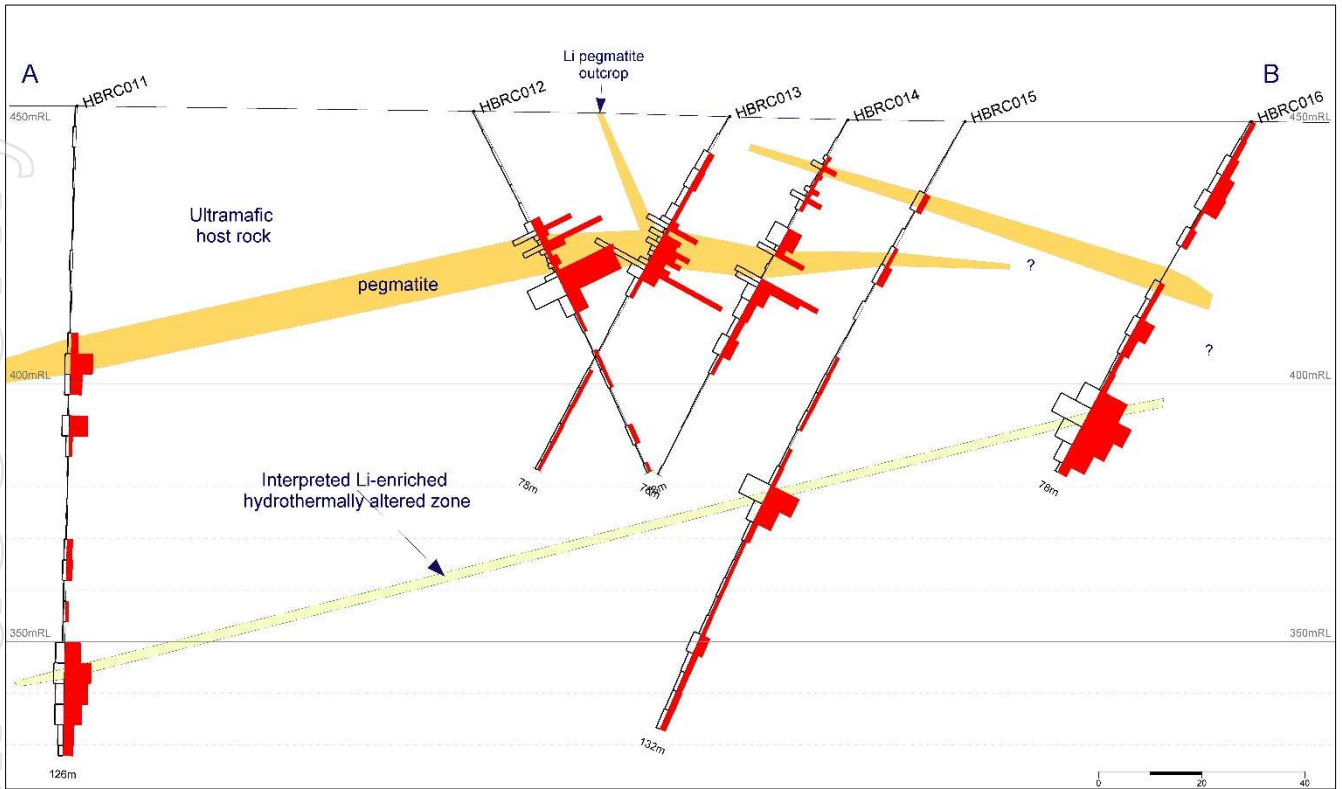 A
B
Li pegmatite
outcrop
HBRC011
HBRC012
HBRC013
HBRC014
HBRC015
HBRC016
450mRL
450mRL
Ultramafic
host rock
pegmatite
?
?
400mRL
400mRL
Interpreted Li-enriched
hydrothermally altered zone
78m
78m
350mRL
350mRL
132m
126m
0
20
40